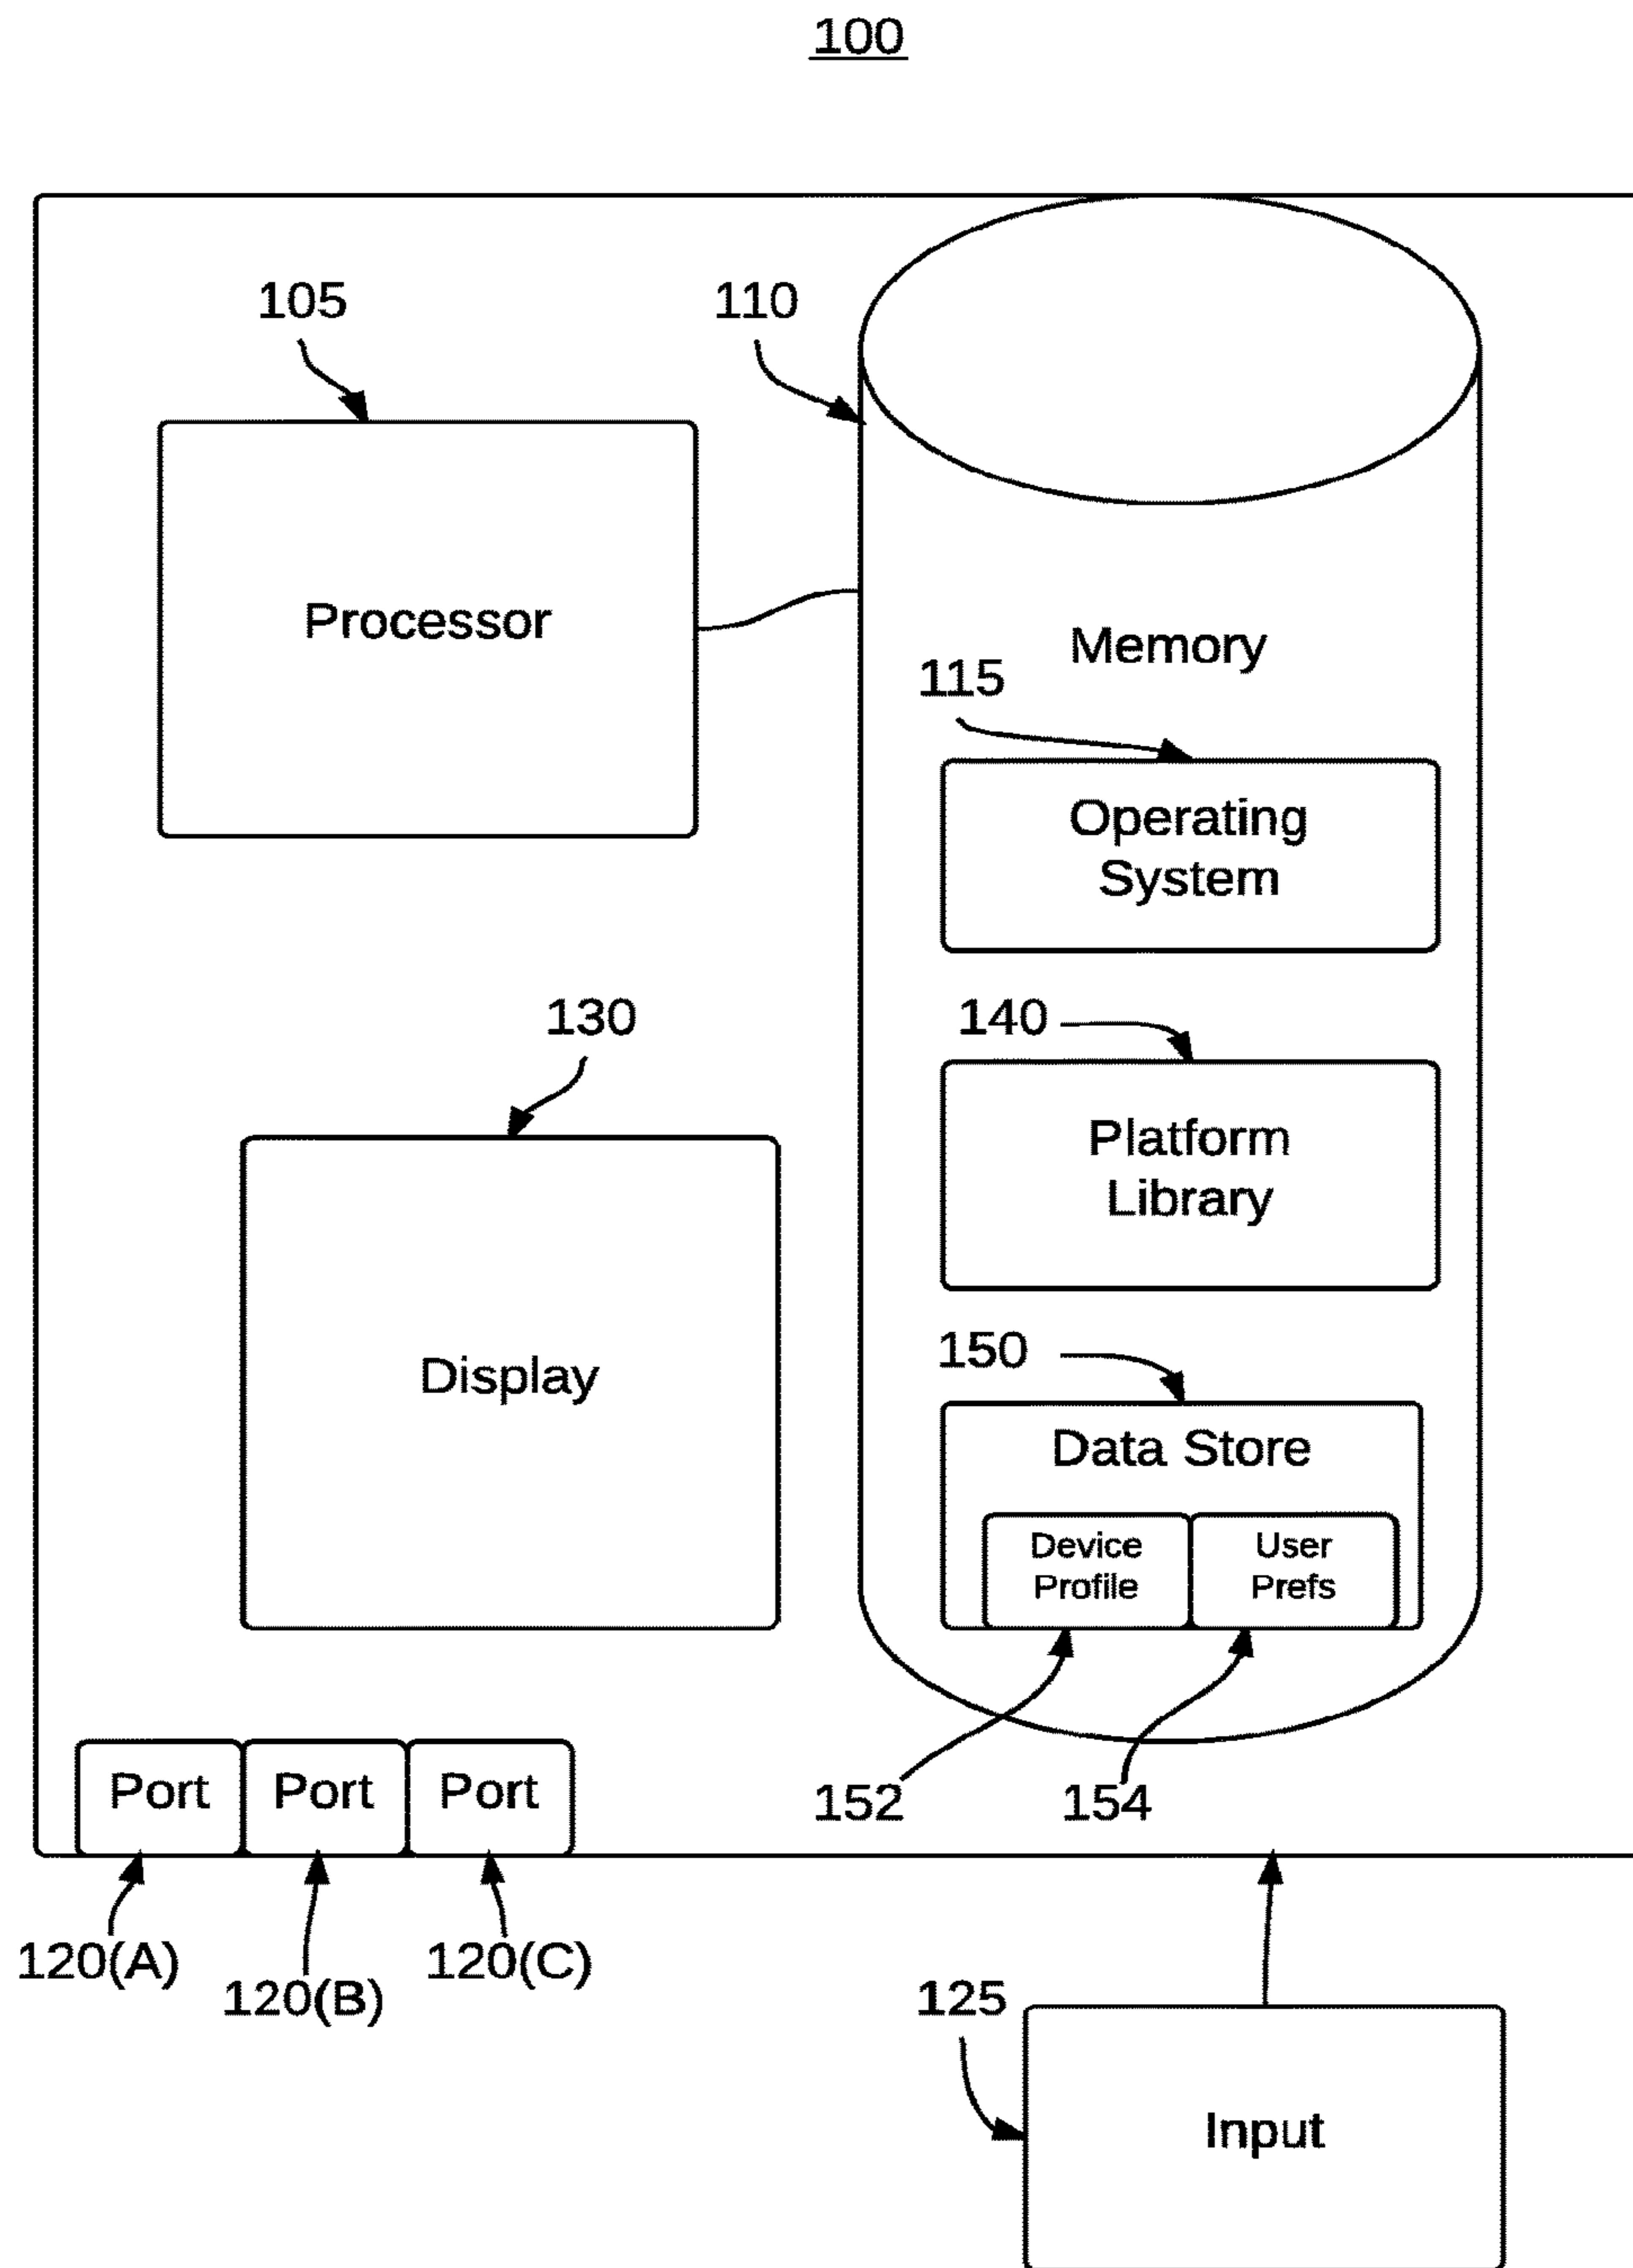 100
105
110
Processor
Memory
115
Operating
System
130
140
Platform
Library
Display
150
Data Store
Device
Profile
User
Prefs
Port
Port
Port
152
154
120(A)
120(B)
120(C)
125
Input